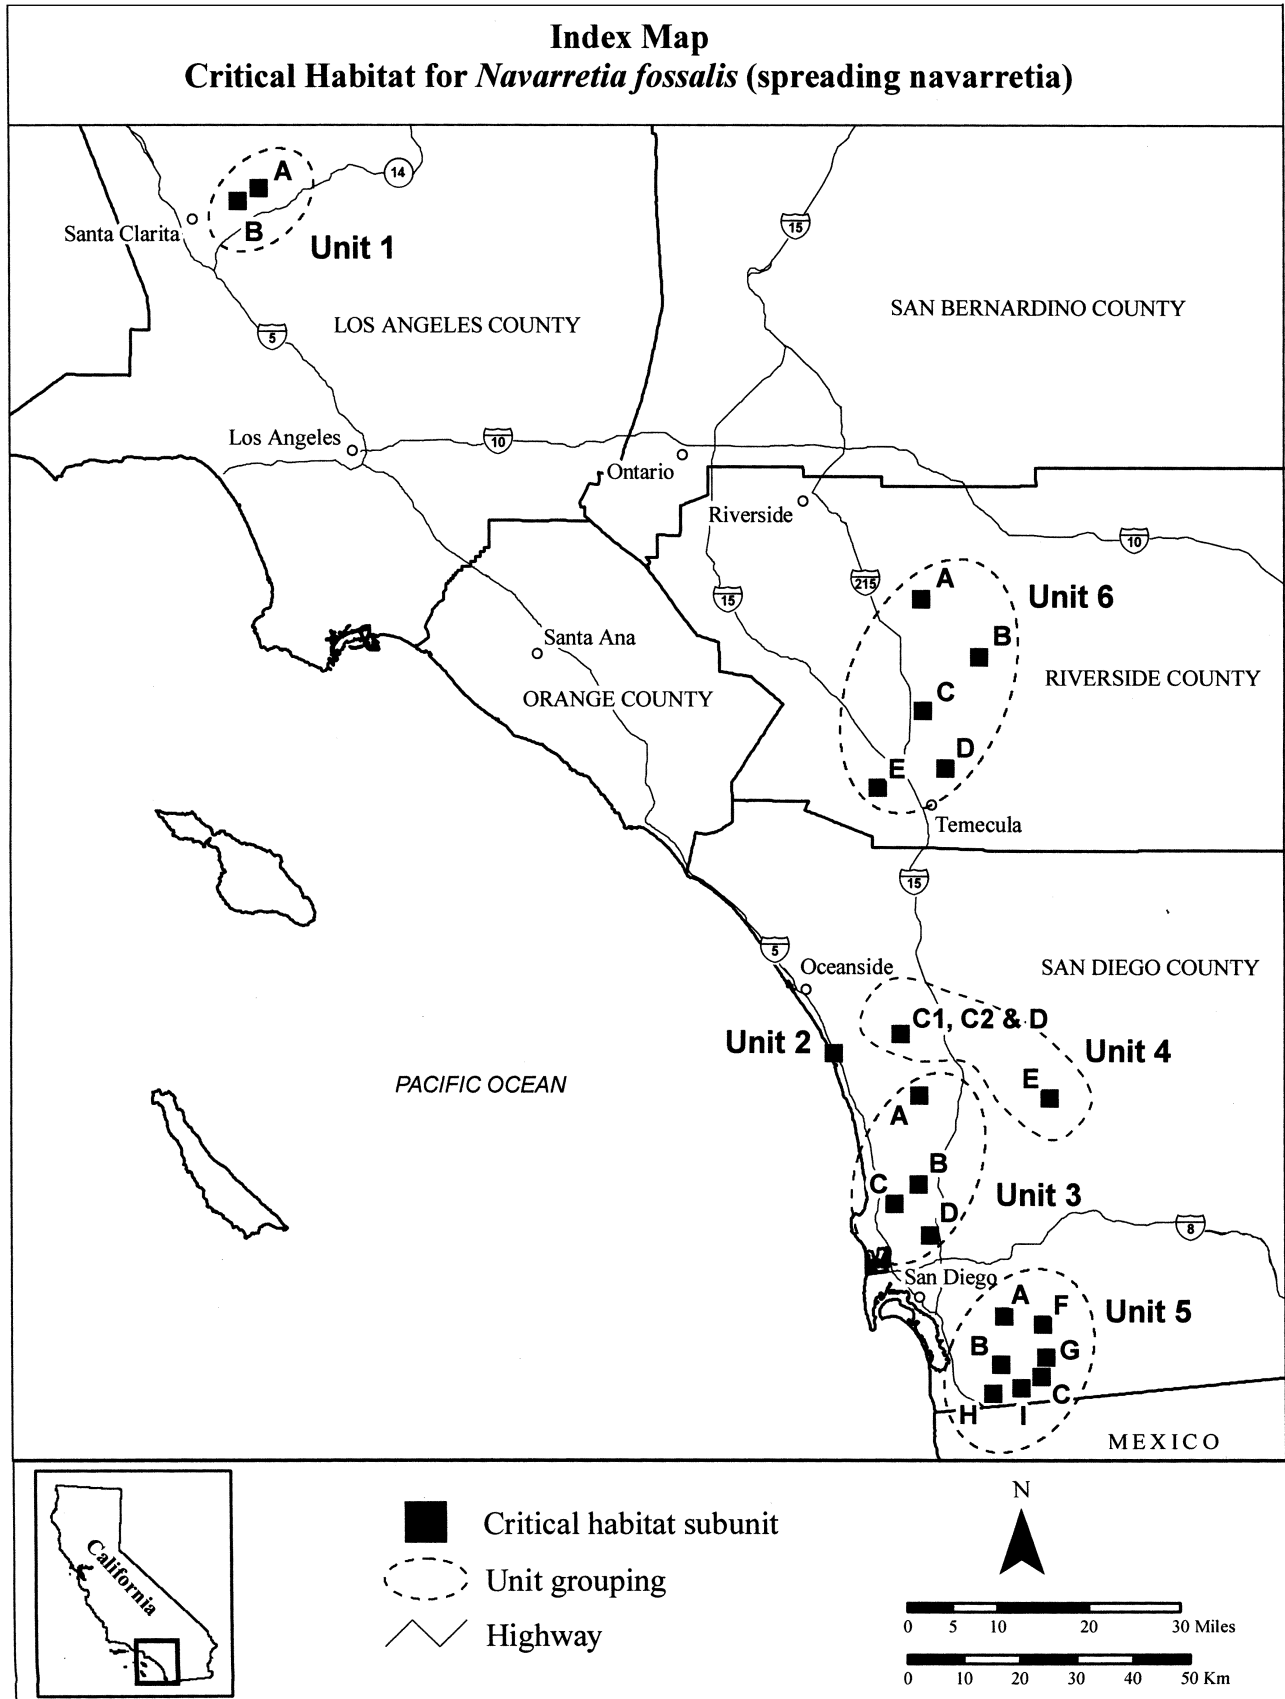 Index Map
Critical Habitat for Navarretia fossalis (spreading navarretia)
A
14
B
Santa Clarita
Unit 1
15
SAN BERNARDINO COUNTY
LOS ANGELES COUNTY
5
Los Angeles
10
Ontario
Riverside
10
215
A
Unit 6
15
B
Santa Ana
RIVERSIDE COUNTY
C
ORANGE COUNTY
D
E
Temecula
15
5
Oceanside
SAN DIEGO COUNTY
C1, C2 & D
Unit 2
Unit 4
PACIFIC OCEAN
E
A
B
C
Unit 3
D
8
San Diego
A
F
Unit 5
B
G
C
H
I
MEXICO
California
Critical habitat subunit
Unit grouping
Highway
N
0 5 10 20 30 Miles
0 10 20 30 40 50 Km